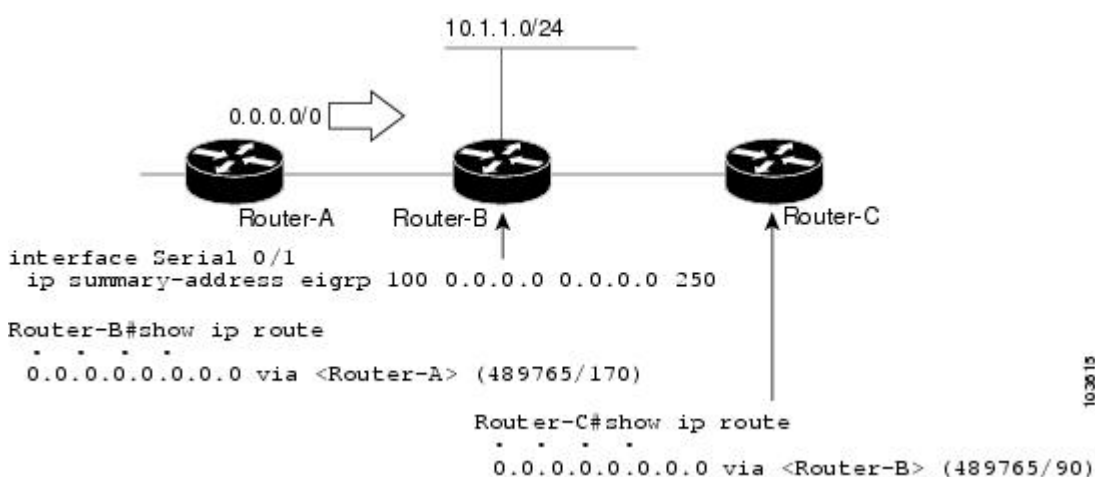 10.1.1.0/24
0.0.0.0/0
Router-A
Router-B
Router-C
interface Serial 0/1
ip summary-address eigrp 100 0.0.0.0 0.0.0.0 250
Router-B#show ip route
. . . .
0.0.0.0.0.0.0.0 via <Router-A> (489765/170)
Router-C#show ip route
. . . .
0.0.0.0.0.0.0.0 via <Router-B> (489765/90)
103615